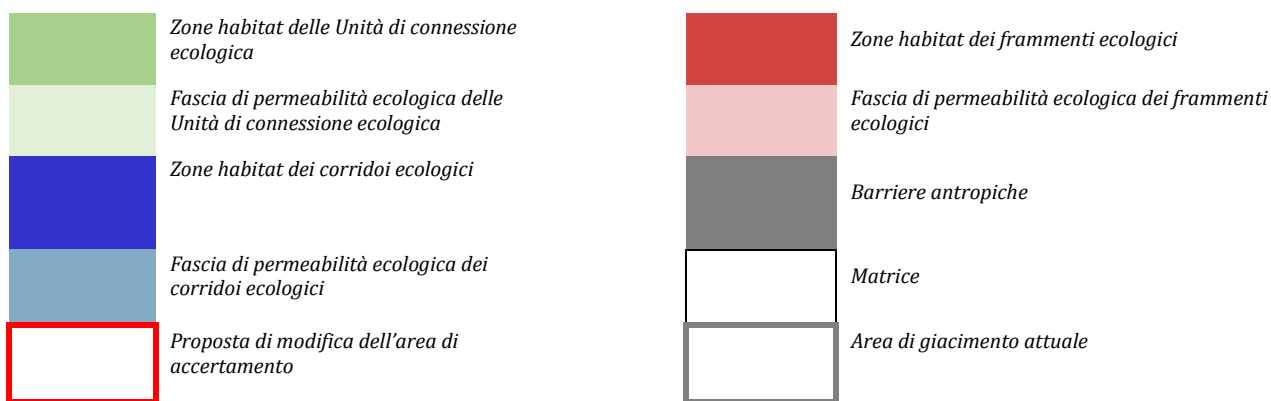 Zone habitat delle Unità di connessione
ecologica
Fascia di permeabilità ecologica delle
Unità di connessione ecologica
Zone habitat dei corridoi ecologici
Fascia di permeabilità ecologica dei
corridoi ecologici
Proposta di modifica dell’area di
accertamento
Zone habitat dei frammenti ecologici
Fascia di permeabilità ecologica dei frammenti
ecologici
Barriere antropiche
Matrice
Area di giacimento attuale